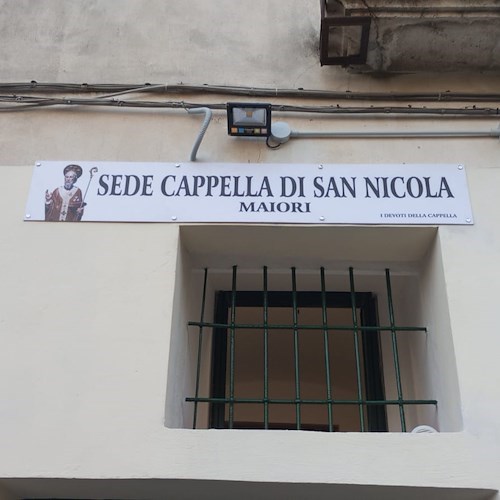 SEDE CAPPELLA DI SAN NICOLA
MAIORI
I DEVOTI DELLA CAPPELLA